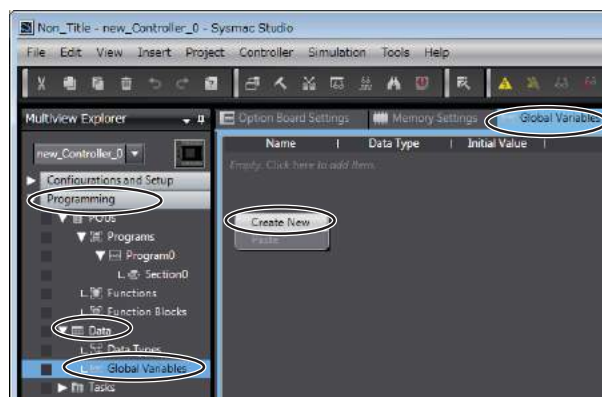 Non_Title - new_Controller_0 - Sysmac Studio
File Edit View Insert Project Controller Simulation Tools Help
Multiview Explorer
Option Board Settings
Memory Settings
Global Variables
new_Controller_0
Name
Data Type
Initial Value
Empty. Click here to add item.
Configurations and Setup
Programming
Create New
Paste
POUs
Programs
Program0
Section0
Functions
Function Blocks
Data
Data Types
Global Variables
Tasks